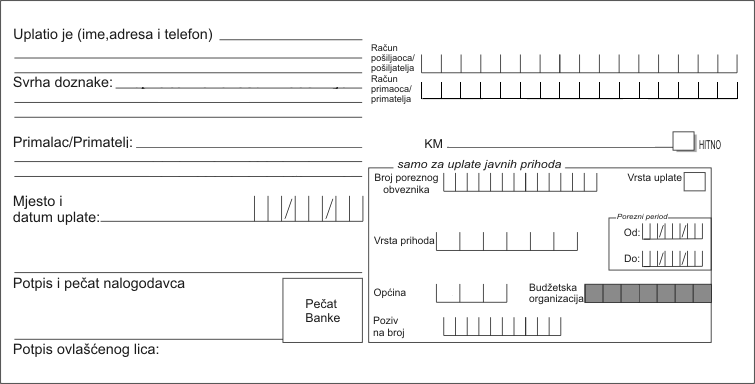 Uplatio je (ime,adresa i telefon)
Svrha doznake:
Primalac/Primatelj:
Mjesto i
datum uplate:
/ /
Potpis i pečat nalogodavca
Pečat
Banke
Potpis ovlašćenog lica:
Račun
pošiljaoca/
pošiljatelja
Račun
primaoca/
primatelja
KM
HITNO
samo za uplate javnih prihoda
Broj poreznog
obveznika
Vrsta uplate
Vrsta prihoda
Porezni period
Od: / /
Do: / /
Općina
Budžetska
organizacija
Poziv
na broj